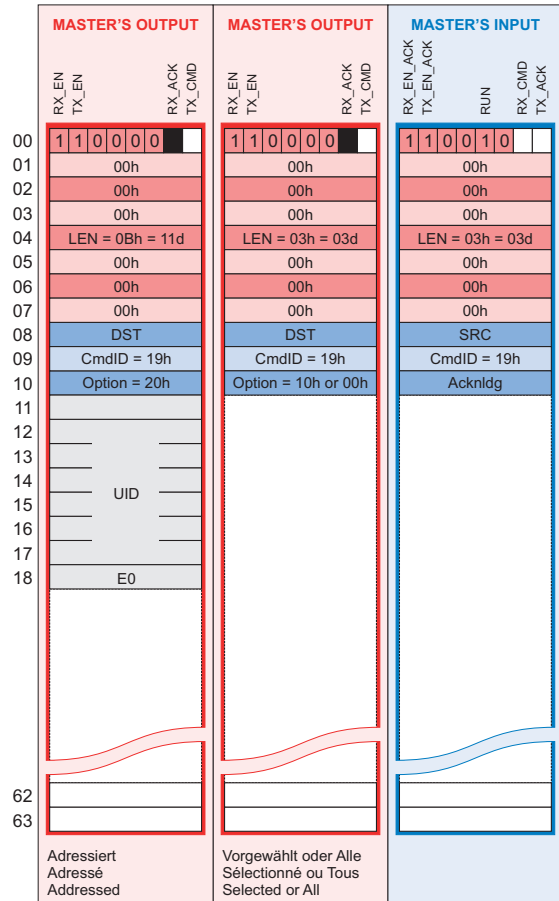 MASTER'S OUTPUT MASTER'S OUTPUT MASTER'S INPUT
RX_EN TX_EN RX_ACK TX_CMD RX_EN TX_EN RX_ACK TX_CMD RX_EN_ACK TX_EN_ACK RUN RX_CMD TX_ACK
00 1 1 0 0 0 0 1 1 0 0 0 0 1 1 0 0 1 0
01 00h 00h 00h
02 00h 00h 00h
03 00h 00h 00h
04 LEN = 0Bh = 11d LEN = 03h = 03d LEN = 03h = 03d
05 00h 00h 00h
06 00h 00h 00h
07 00h 00h 00h
08 DST DST SRC
09 CmdID = 19h CmdID = 19h CmdID = 19h
10 Option = 20h Option = 10h or 00h Acknldg
11
12
13
14
UID
15
16
17
18 E0
62
63
Adressiert Vorgewählt oder Alle
Adressé Sélectionné ou Tous
Addressed Selected or All